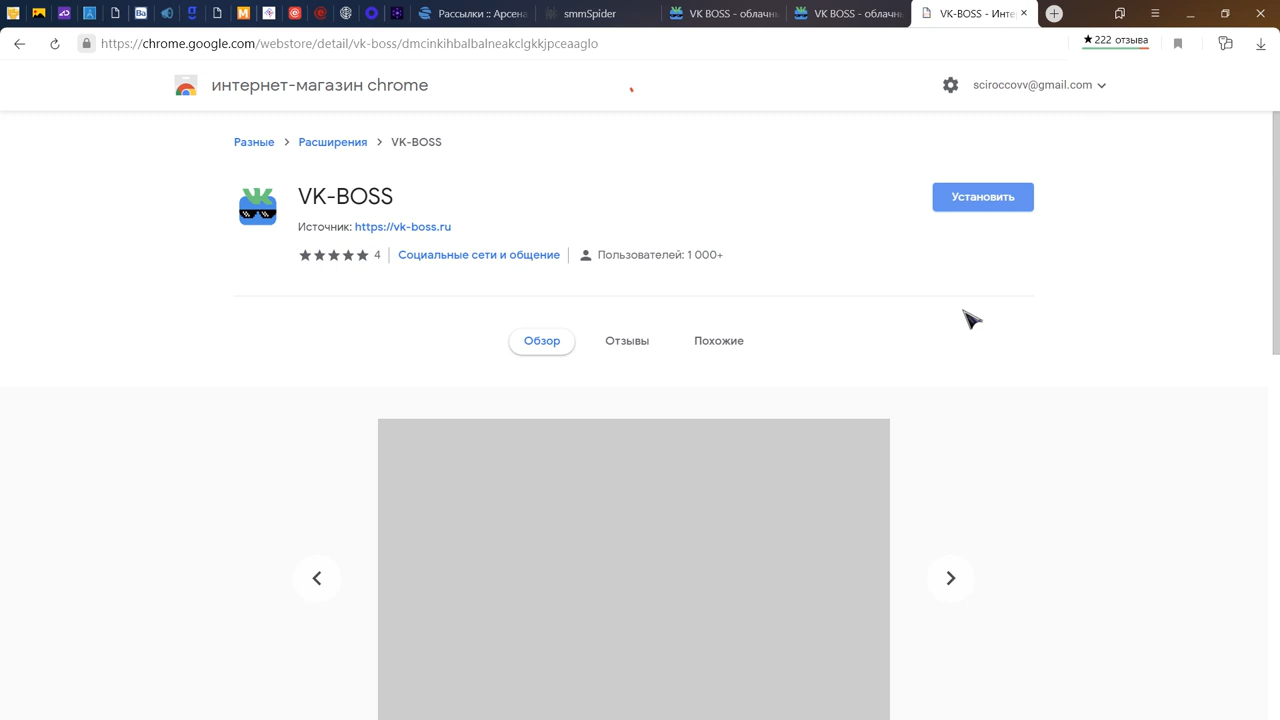 Рассылки :: Арсена
smmSpider
VK BOSS - облачн
VK BOSS - облачны
VK-BOSS - Инте
https://chrome.google.com/webstore/detail/vk-boss/dmcinkihbalbalneakclgkkjpceaaglo
★222 отзыва
интернет-магазин chrome
sciroccovv@gmail.com
Разные > Расширения > VK-BOSS
VK-BOSS
Установить
Источник: https://vk-boss.ru
★★★★★ 4 | Социальные сети и общение | Пользователей: 1 000+
Обзор
Отзывы
Похожие